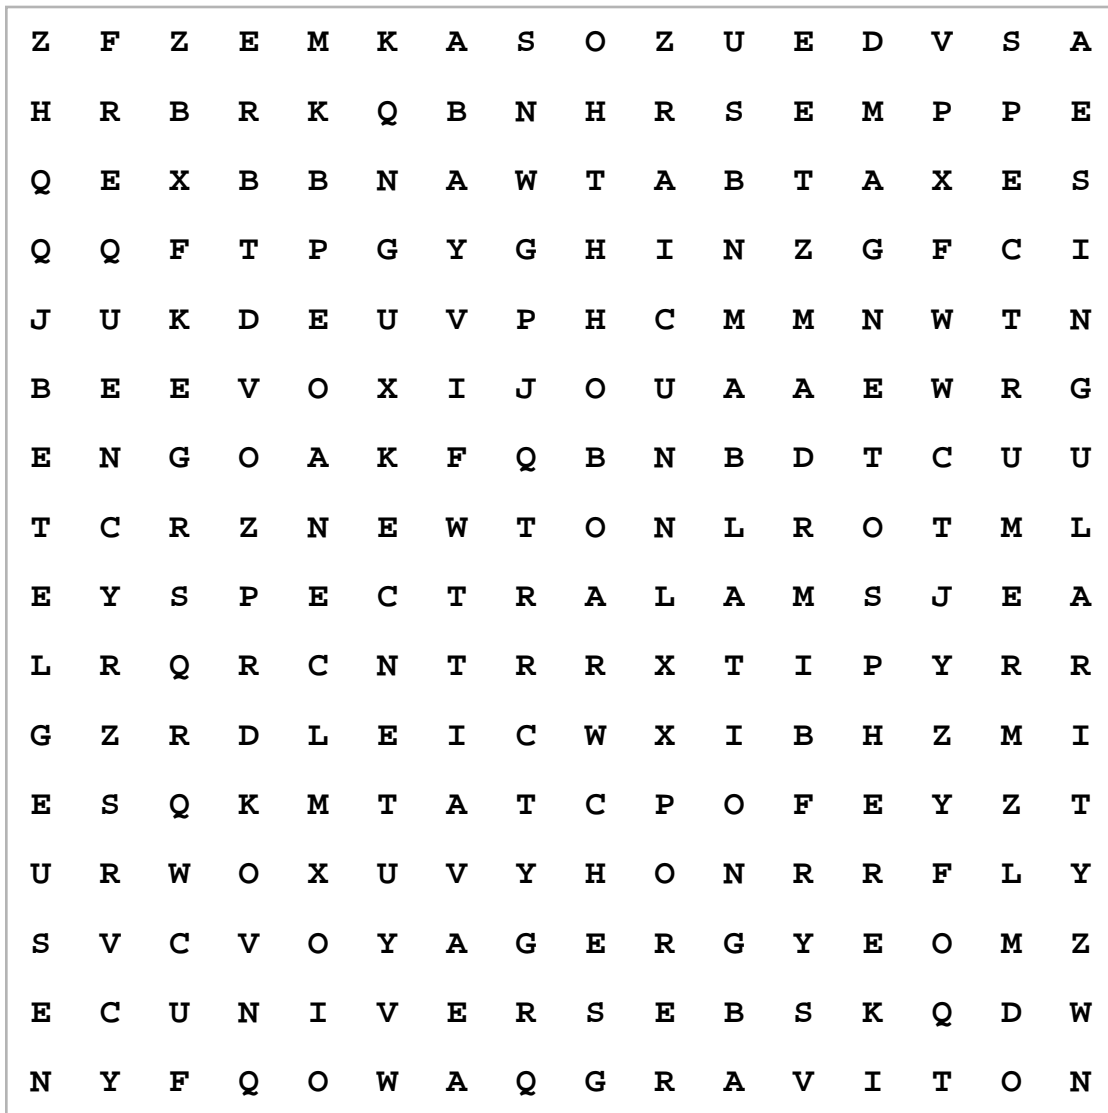 Z F Z E M K A S O Z U E D V S A
H R B R K Q B N H R S E M P P E
Q E X B B N A W T A B T A X E S
Q Q F T P G Y G H I N Z G F C I
J U K D E U V P H C M M N W T N
B E E V O X I J O U A A E W R G
E N G O A K F Q B N B D T C U U
T C R Z N E W T O N L R O T M L
E Y S P E C T R A L A M S J E A
L R Q R C N T R R X T I P Y R R
G Z R D L E I C W X I B H Z M I
E S Q K M T A T C P O F E Y Z T
U R W O X U V Y H O N R R F L Y
S V C V O Y A G E R G Y E O M Z
E C U N I V E R S E B S K Q D W
N Y F Q O W A Q G R A V I T O N